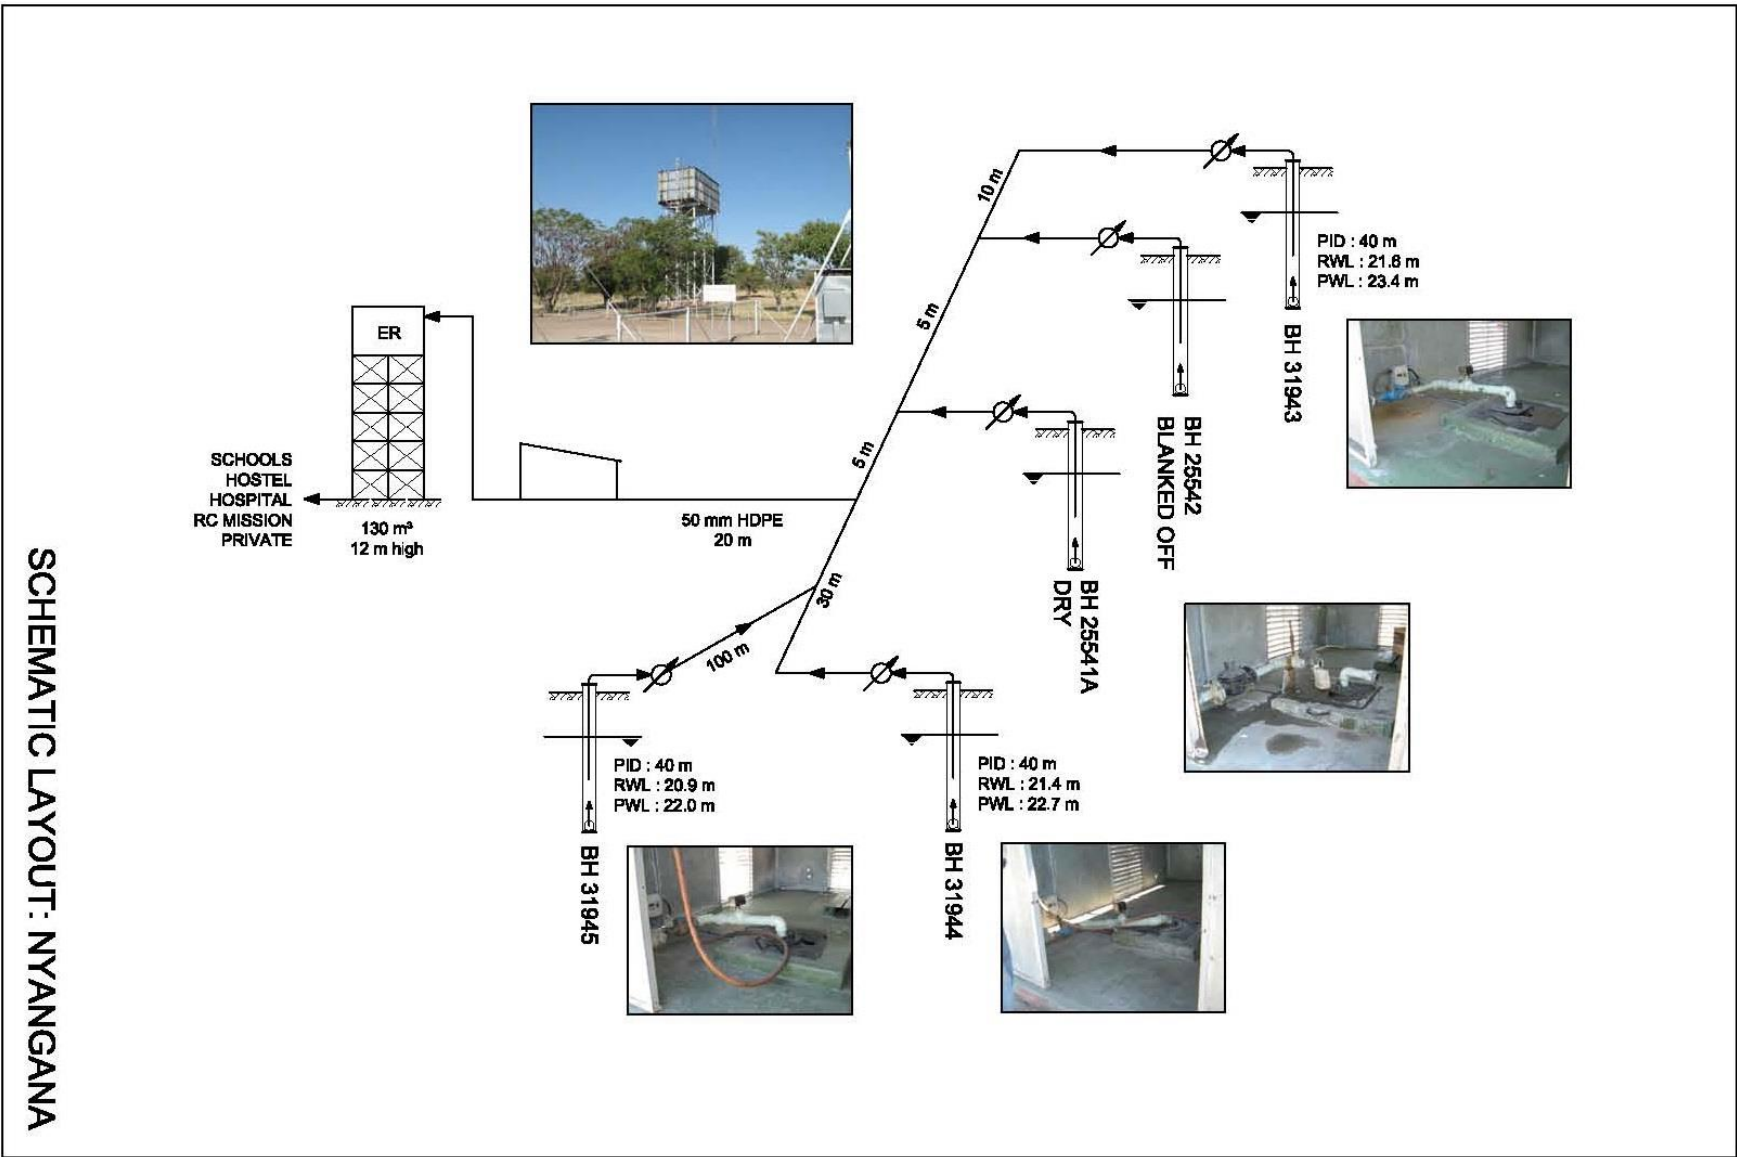 SCHEMATIC LAYOUT: NYANGANA
ER
SCHOOLS
HOSTEL
HOSPITAL
RC MISSION
PRIVATE
130 m³
12 m high
50 mm HDPE
20 m
10 m
5 m
5 m
30 m
100 m
PID : 40 m
RWL : 21.6 m
PWL : 23.4 m
BH 31943
BH 25542
BLANKED OFF
BH 25541A
DRY
PID : 40 m
RWL : 20.9 m
PWL : 22.0 m
BH 31945
PID : 40 m
RWL : 21.4 m
PWL : 22.7 m
BH 31944